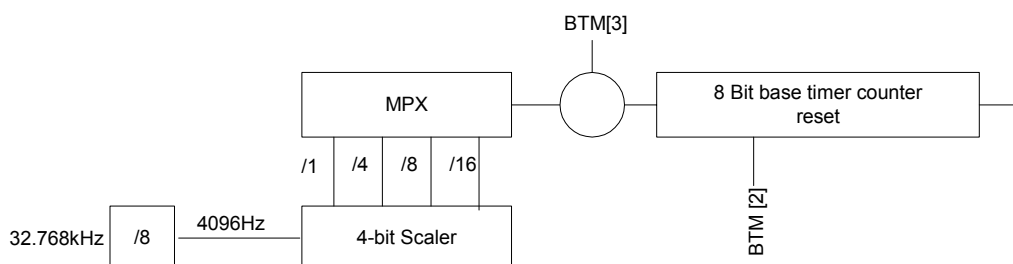 BTM[3]
MPX
8 Bit base timer counter
reset
/1
/4
/8
/16
BTM [2]
32.768kHz
/8
4096Hz
4-bit Scaler